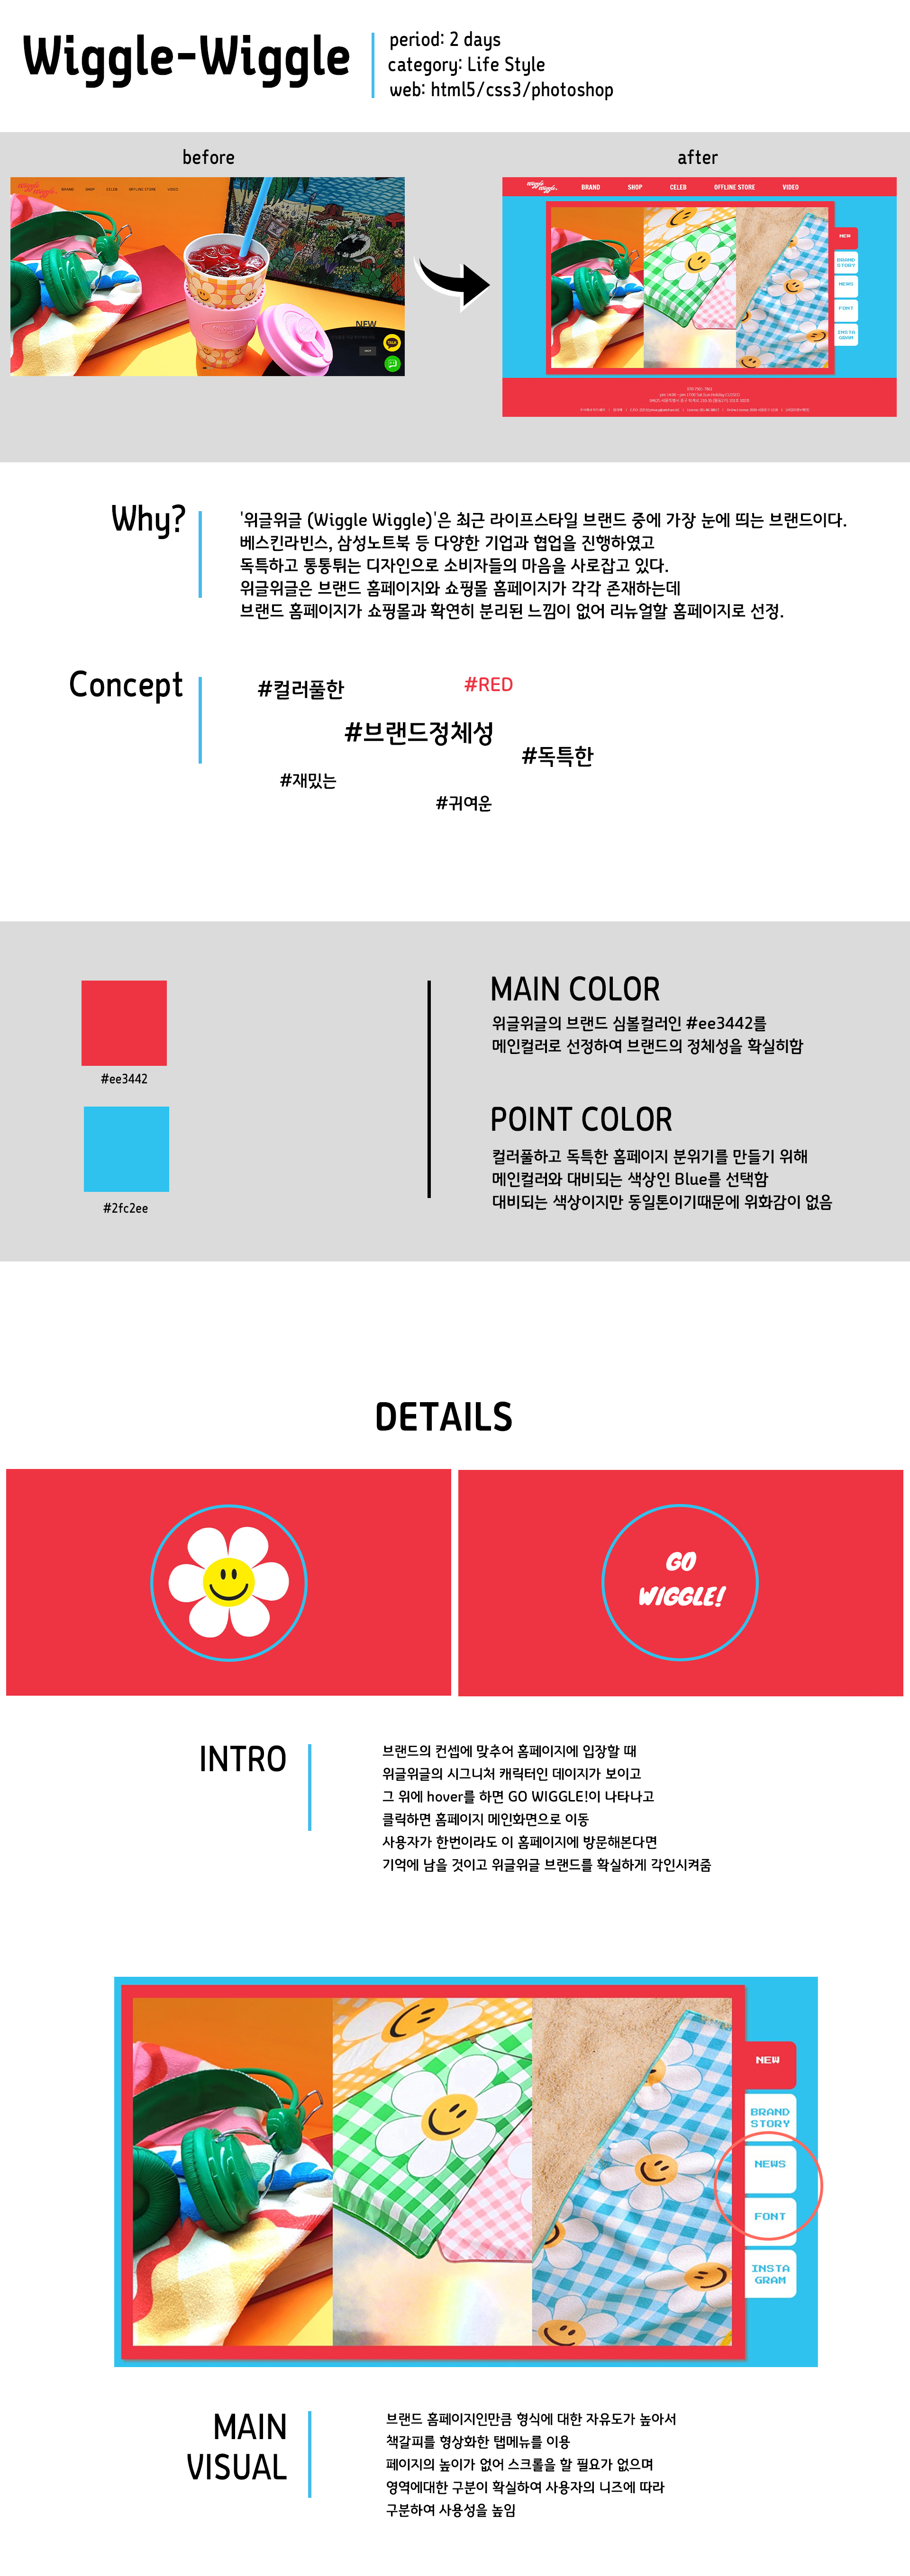 Wiggle-Wiggle
period: 2 days
category: Life Style
web: html5/css3/photoshop
before
after
wiggle wiggle
BRAND SHOP CELEB OFFLINE STORE VIDEO
NEW
wiggle wiggle
BRAND SHOP CELEB OFFLINE STORE VIDEO
NEW
BRAND
STORY
NEWS
FONT
INSTA
GRAM
Why?
'위글위글 (Wiggle Wiggle)'은 최근 라이프스타일 브랜드 중에 가장 눈에 띄는 브랜드이다.
베스킨라빈스, 삼성노트북 등 다양한 기업과 협업을 진행하였고
독특하고 통통튀는 디자인으로 소비자들의 마음을 사로잡고 있다.
위글위글은 브랜드 홈페이지와 쇼핑몰 홈페이지가 각각 존재하는데
브랜드 홈페이지가 쇼핑몰과 확연히 분리된 느낌이 없어 리뉴얼할 홈페이지로 선정.
Concept
#컬러풀한
#RED
#브랜드정체성
#독특한
#재밌는
#귀여운
#ee3442
#2fc2ee
MAIN COLOR
위글위글의 브랜드 심볼컬러인 #ee3442를
메인컬러로 선정하여 브랜드의 정체성을 확실히함
POINT COLOR
컬러풀하고 독특한 홈페이지 분위기를 만들기 위해
메인컬러와 대비되는 색상인 Blue를 선택함
대비되는 색상이지만 동일톤이기때문에 위화감이 없음
DETAILS
GO
WIGGLE!
INTRO
브랜드의 컨셉에 맞추어 홈페이지에 입장할 때
위글위글의 시그니처 캐릭터인 데이지가 보이고
그 위에 hover를 하면 GO WIGGLE!이 나타나고
클릭하면 홈페이지 메인화면으로 이동
사용자가 한번이라도 이 홈페이지에 방문해본다면
기억에 남을 것이고 위글위글 브랜드를 확실하게 각인시켜줌
NEW
BRAND
STORY
NEWS
FONT
INSTA
GRAM
MAIN
VISUAL
브랜드 홈페이지인만큼 형식에 대한 자유도가 높아서
책갈피를 형상화한 탭메뉴를 이용
페이지의 높이가 없어 스크롤을 할 필요가 없으며
영역에대한 구분이 확실하여 사용자의 니즈에 따라
구분하여 사용성을 높임